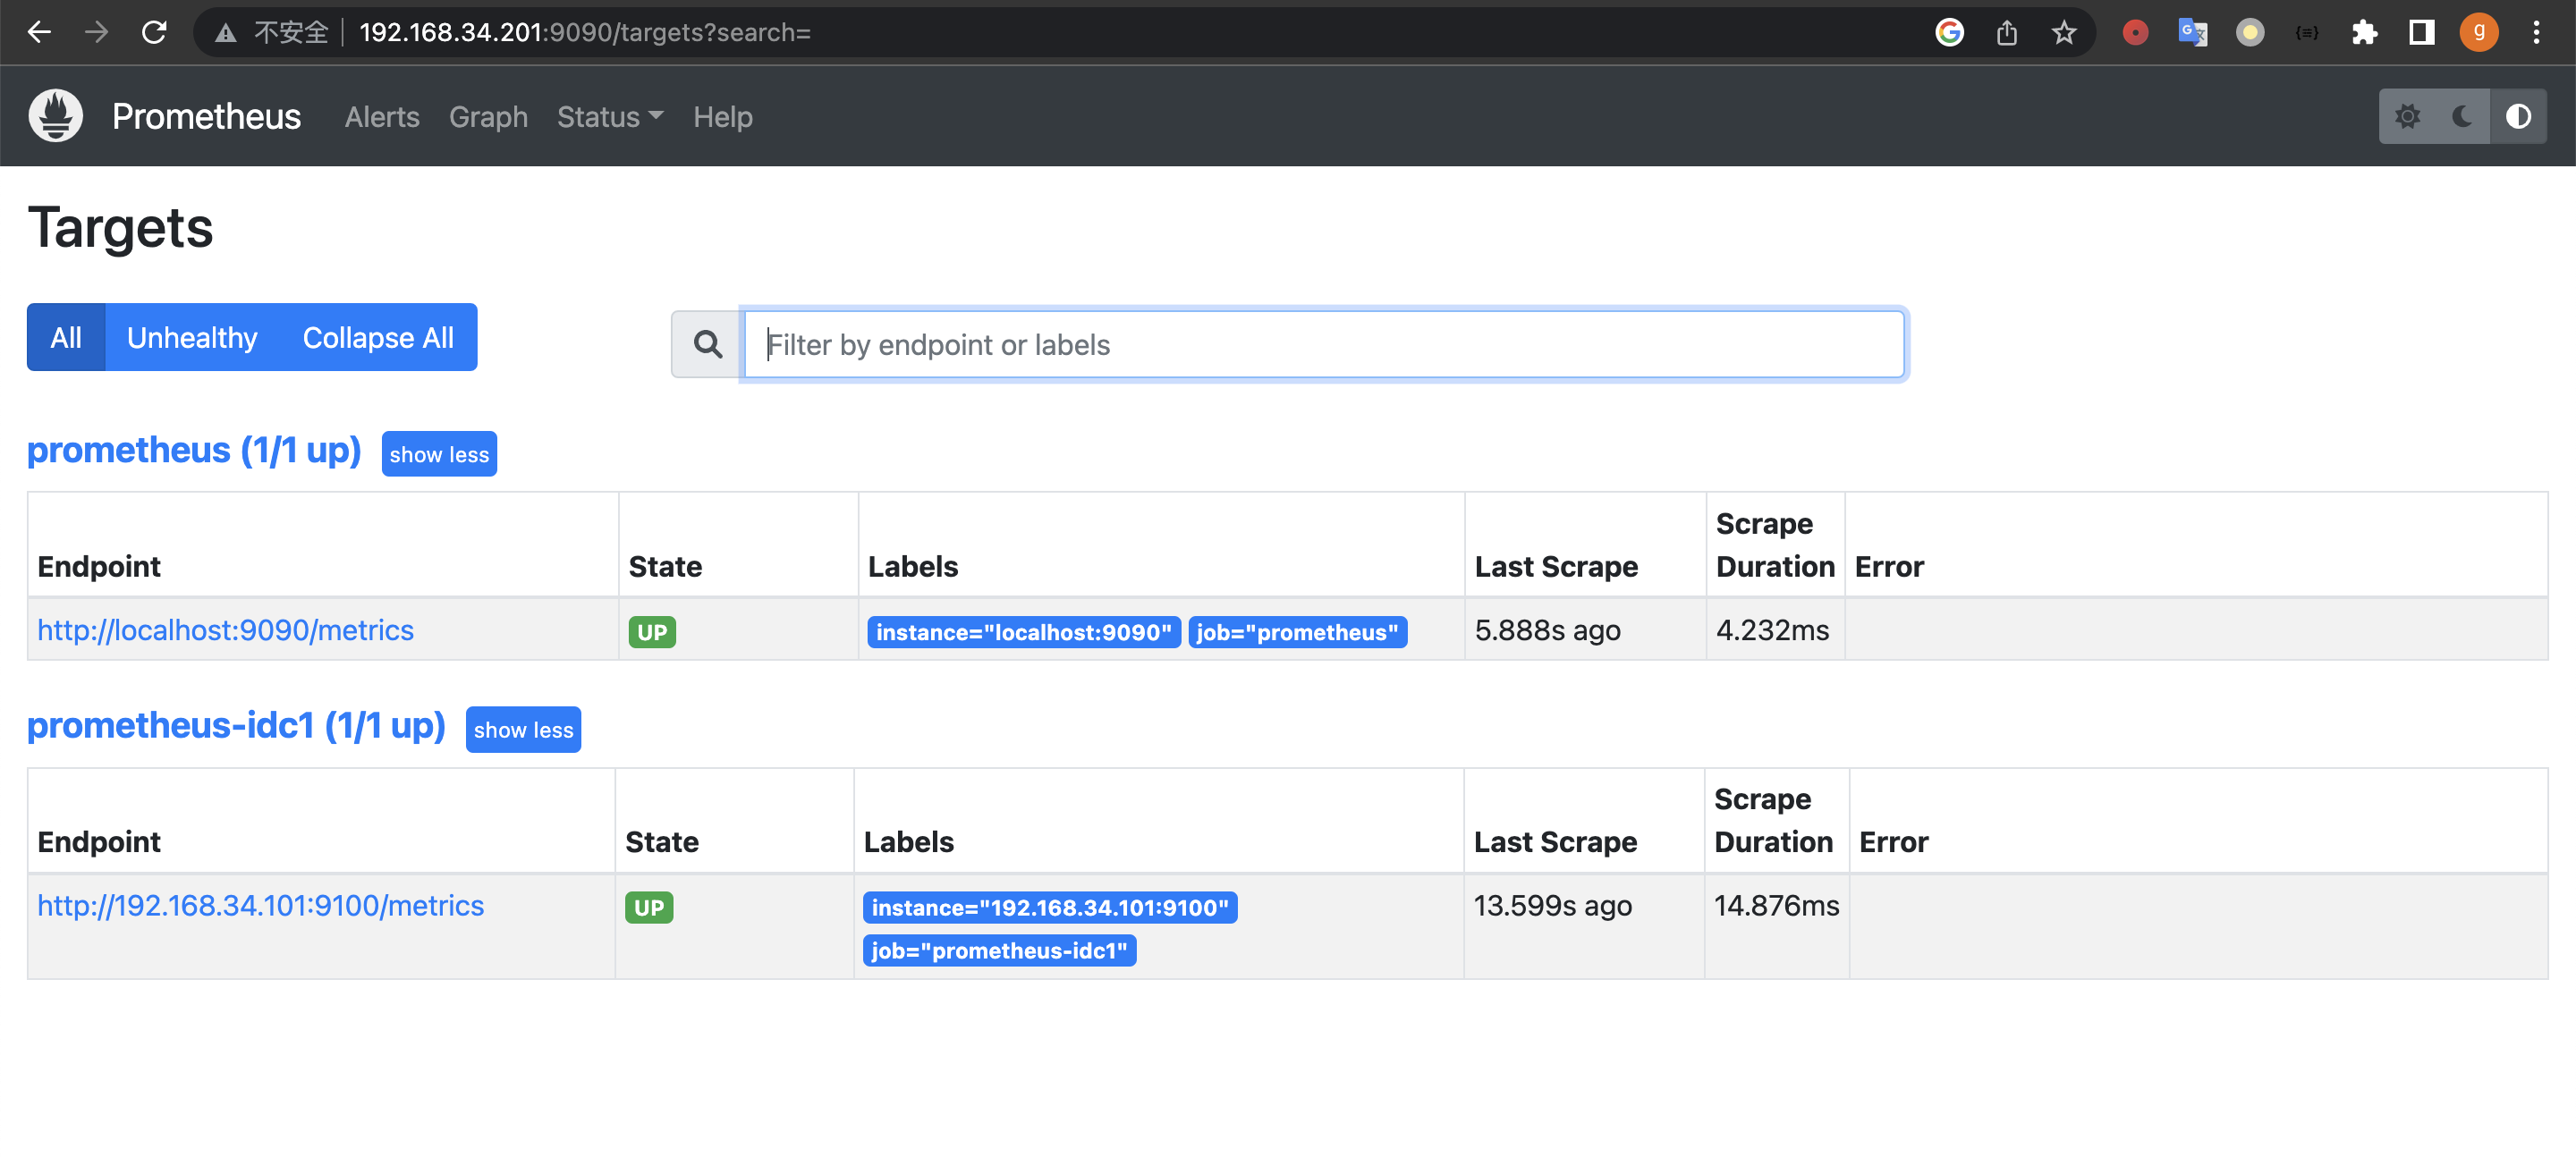 不安全 192.168.34.201:9090/targets?search=
g
Prometheus Alerts Graph Status Help
Targets
All Unhealthy Collapse All
Filter by endpoint or labels
prometheus (1/1 up) show less
Endpoint State Labels Last Scrape Scrape Duration Error
http://localhost:9090/metrics UP instance="localhost:9090" job="prometheus" 5.888s ago 4.232ms
prometheus-idc1 (1/1 up) show less
Endpoint State Labels Last Scrape Scrape Duration Error
http://192.168.34.101:9100/metrics UP instance="192.168.34.101:9100" 13.599s ago 14.876ms
job="prometheus-idc1"